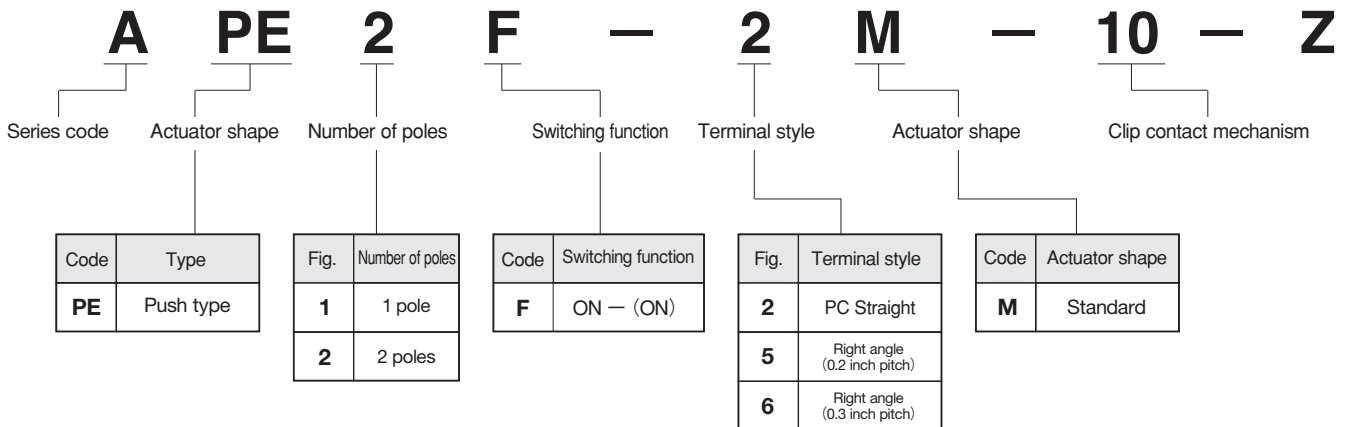 A PE 2 F — 2 M — 10 — Z
Series code Actuator shape Number of poles Switching function Terminal style Actuator shape Clip contact mechanism
Code Type
PE Push type
Fig. Number of poles
1 1 pole
2 2 poles
Code Switching function
F ON — (ON)
Fig. Terminal style
2 PC Straight
5 Right angle
(0.2 inch pitch)
6 Right angle
(0.3 inch pitch)
Code Actuator shape
M Standard